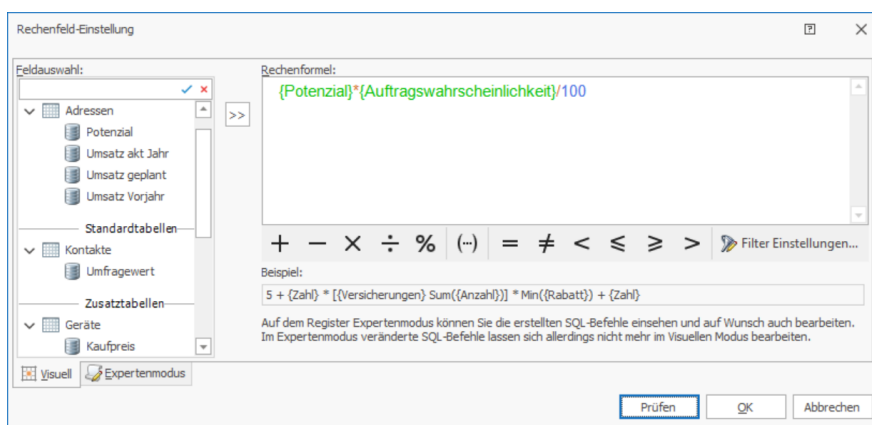 Rechenfeld-Einstellung
Feldauswahl:
Adressen
Potenzial
Umsatz akt Jahr
Umsatz geplant
Umsatz Vorjahr
Standardtabellen
Kontakte
Umfragewert
Zusatztabellen
Geräte
Kaufpreis
>>
Rechenformel:
{Potenzial}*{Auftragswahrscheinlichkeit}/100
+ − × ÷ % (···) = ≠ < ≤ ≥ > Filter Einstellungen...
Beispiel:
5 + {Zahl} * [{Versicherungen} Sum({Anzahl})] * Min({Rabatt}) + {Zahl}
Auf dem Register Expertenmodus können Sie die erstellten SQL-Befehle einsehen und auf Wunsch auch bearbeiten.
Im Expertenmodus veränderte SQL-Befehle lassen sich allerdings nicht mehr im Visuellen Modus bearbeiten.
Visuell Expertenmodus
Prüfen OK Abbrechen